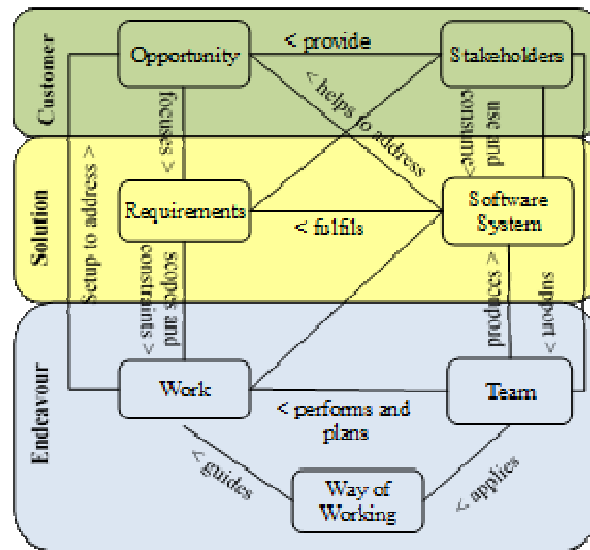 Customer
Opportunity
< provide
Stakeholders
focuses >
< helps to address
use and
consume>
Setup to address >
Solution
Requirements
< fulfils
Software
System
scopes and
constraints >
produces >
support >
Endeavour
Work
< performs and
plans
Team
< guides
Way of
Working
< applies